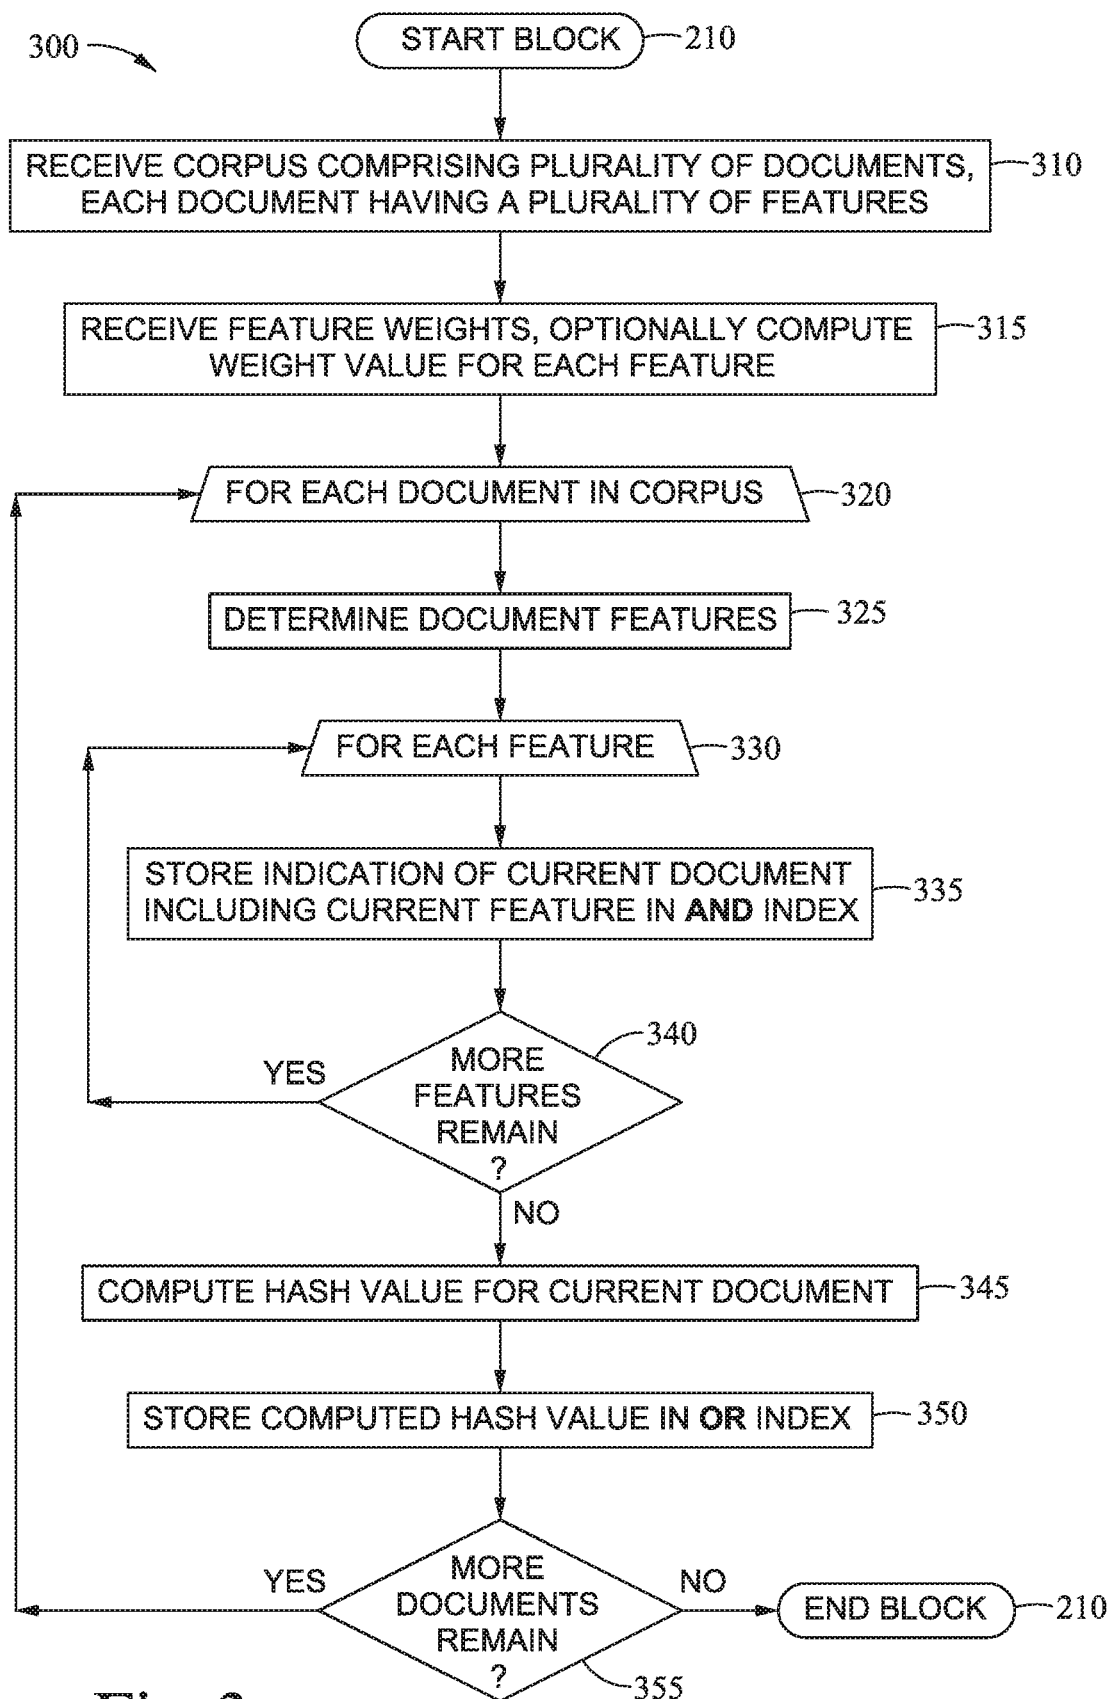 300
START BLOCK
210
RECEIVE CORPUS COMPRISING PLURALITY OF DOCUMENTS,
EACH DOCUMENT HAVING A PLURALITY OF FEATURES
310
RECEIVE FEATURE WEIGHTS, OPTIONALLY COMPUTE
WEIGHT VALUE FOR EACH FEATURE
315
FOR EACH DOCUMENT IN CORPUS
320
DETERMINE DOCUMENT FEATURES
325
FOR EACH FEATURE
330
STORE INDICATION OF CURRENT DOCUMENT
INCLUDING CURRENT FEATURE IN AND INDEX
335
340
YES
MORE
FEATURES
REMAIN
?
NO
COMPUTE HASH VALUE FOR CURRENT DOCUMENT
345
STORE COMPUTED HASH VALUE IN OR INDEX
350
YES
MORE
DOCUMENTS
REMAIN
?
NO
END BLOCK
210
355